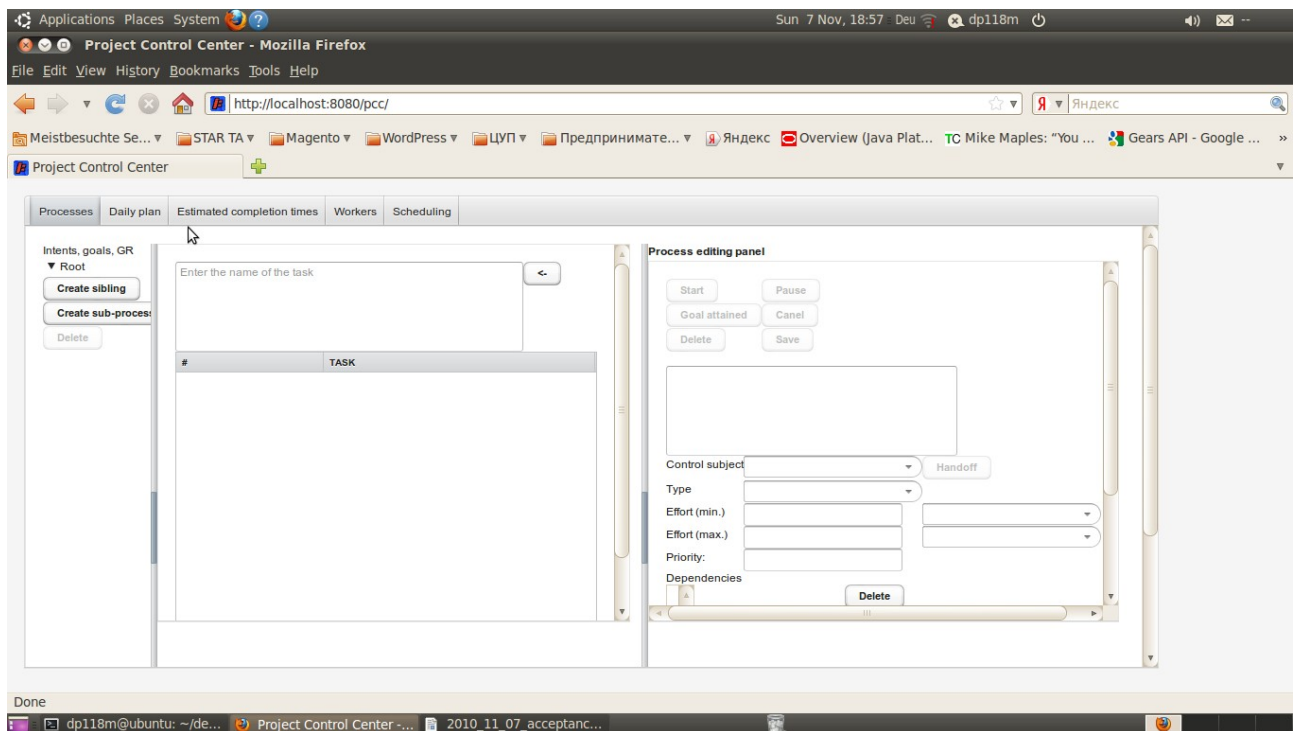 Applications Places System ? Sun 7 Nov, 18:57 Deu dp118m --
Project Control Center - Mozilla Firefox
File Edit View History Bookmarks Tools Help
http://localhost:8080/pcc/ Я Яндекс
Meistbesuchte Se... STAR TA Magento WordPress ЦУП Предпринимате... Я Яндекс Overview (Java Plat... TC Mike Maples: “You ... Gears API - Google ... »
Project Control Center
Processes Daily plan Estimated completion times Workers Scheduling
Intents, goals, GR
Root
Create sibling
Create sub-process
Delete
Enter the name of the task <-
# TASK
Process editing panel
Start Pause
Goal attained Canel
Delete Save
Control subject Handoff
Type
Effort (min.)
Effort (max.)
Priority:
Dependencies
Delete
Done
dp118m@ubuntu: ~/de... Project Control Center -... 2010_11_07_acceptanc...